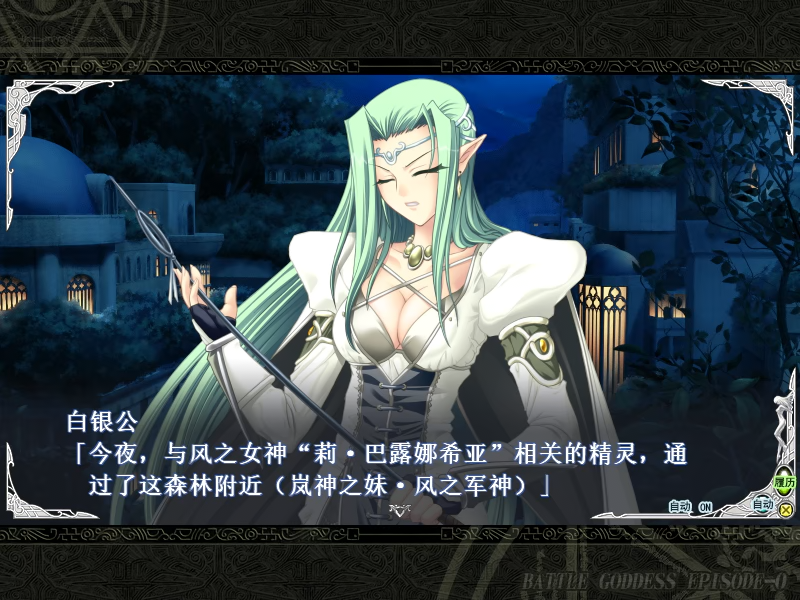 白银公
「今夜，与风之女神“莉·巴露娜希亚”相关的精灵，通
过了这森林附近（岚神之妹·风之军神）」
履历
自动 ON
自动
BATTLE GODDESS EPISODE-0